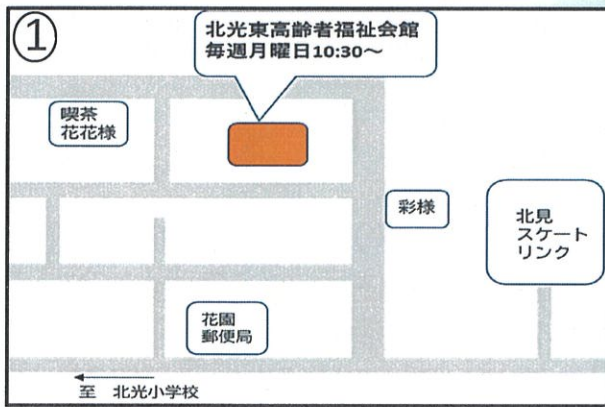 ①
北光東高齢者福祉会館
毎週月曜日10:30～
喫茶
花花様
彩様
北見
スケート
リンク
花園
郵便局
至　北光小学校